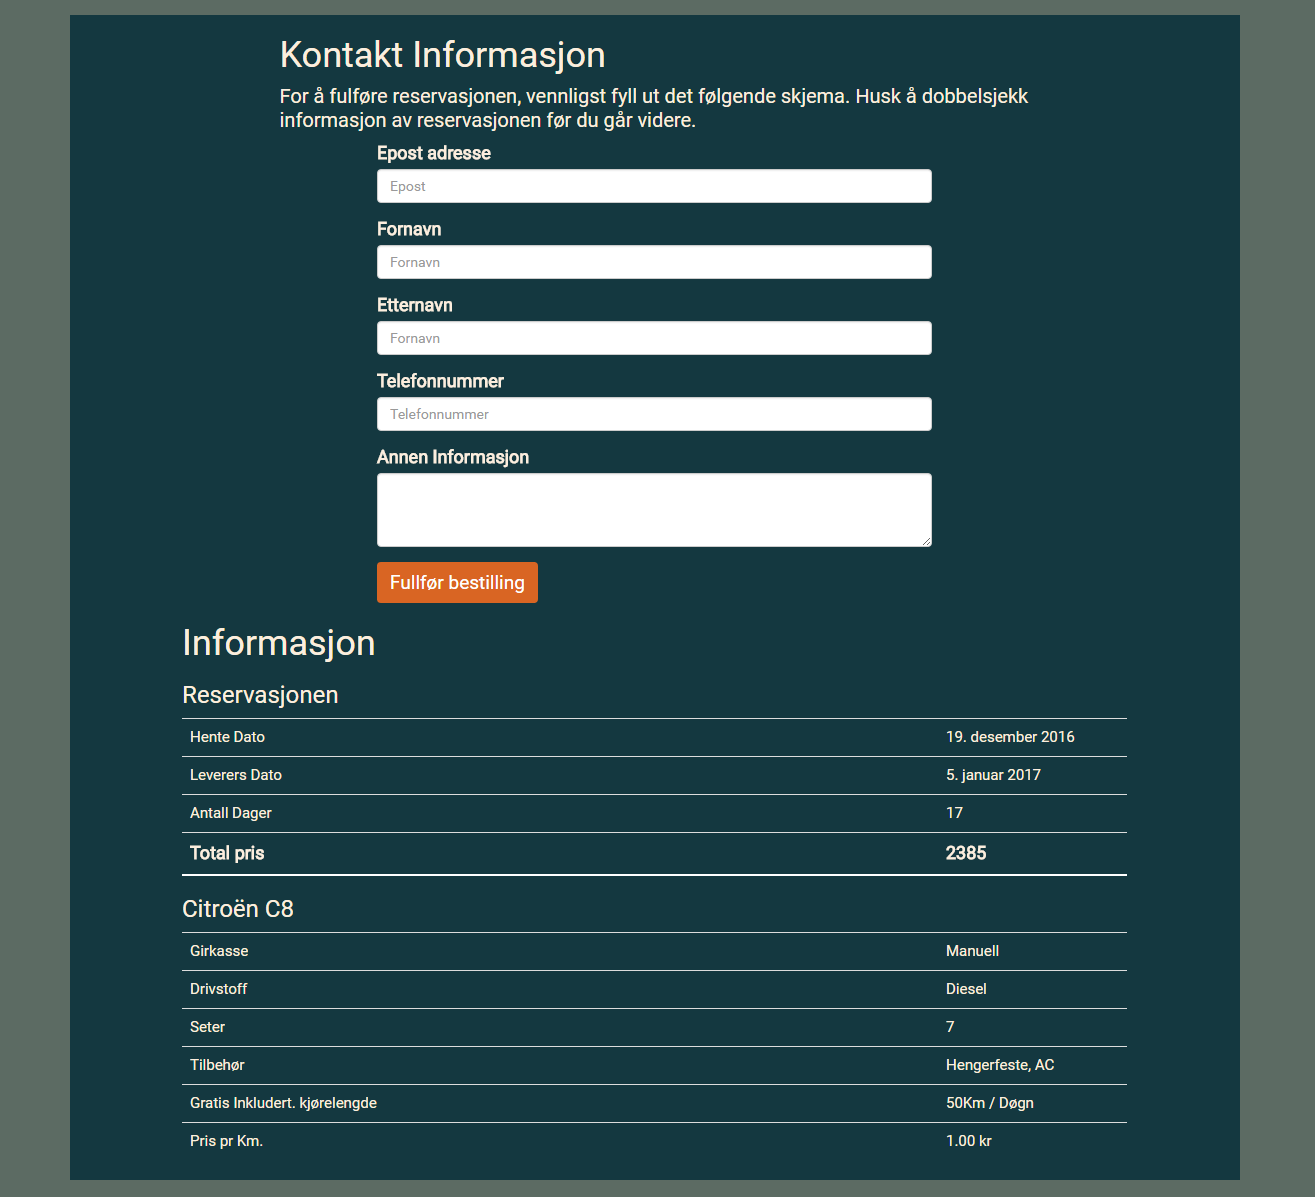 Kontakt Informasjon
For å fulføre reservasjonen, vennligst fyll ut det følgende skjema. Husk å dobbelsjekk
informasjon av reservasjonen før du går videre.
Epost adresse
Epost
Fornavn
Fornavn
Etternavn
Fornavn
Telefonnummer
Telefonnummer
Annen Informasjon
Fullfør bestilling
Informasjon
Reservasjonen
Hente Dato 19. desember 2016
Leverers Dato 5. januar 2017
Antall Dager 17
Total pris 2385
Citroën C8
Girkasse Manuell
Drivstoff Diesel
Seter 7
Tilbehør Hengerfeste, AC
Gratis Inkludert. kjørelengde 50Km / Døgn
Pris pr Km. 1.00 kr